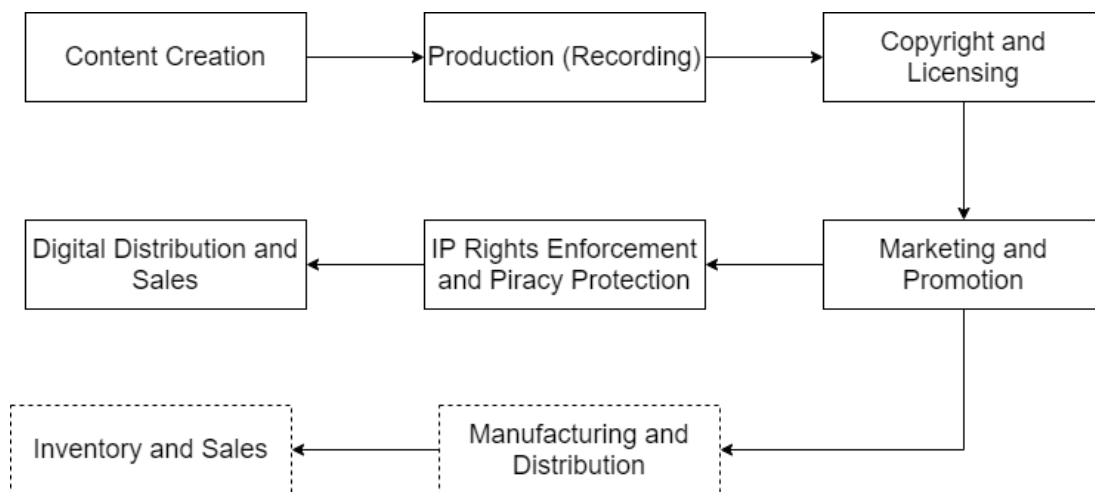 Content Creation
Production (Recording)
Copyright and
Licensing
Digital Distribution and
Sales
IP Rights Enforcement
and Piracy Protection
Marketing and
Promotion
Inventory and Sales
Manufacturing and
Distribution